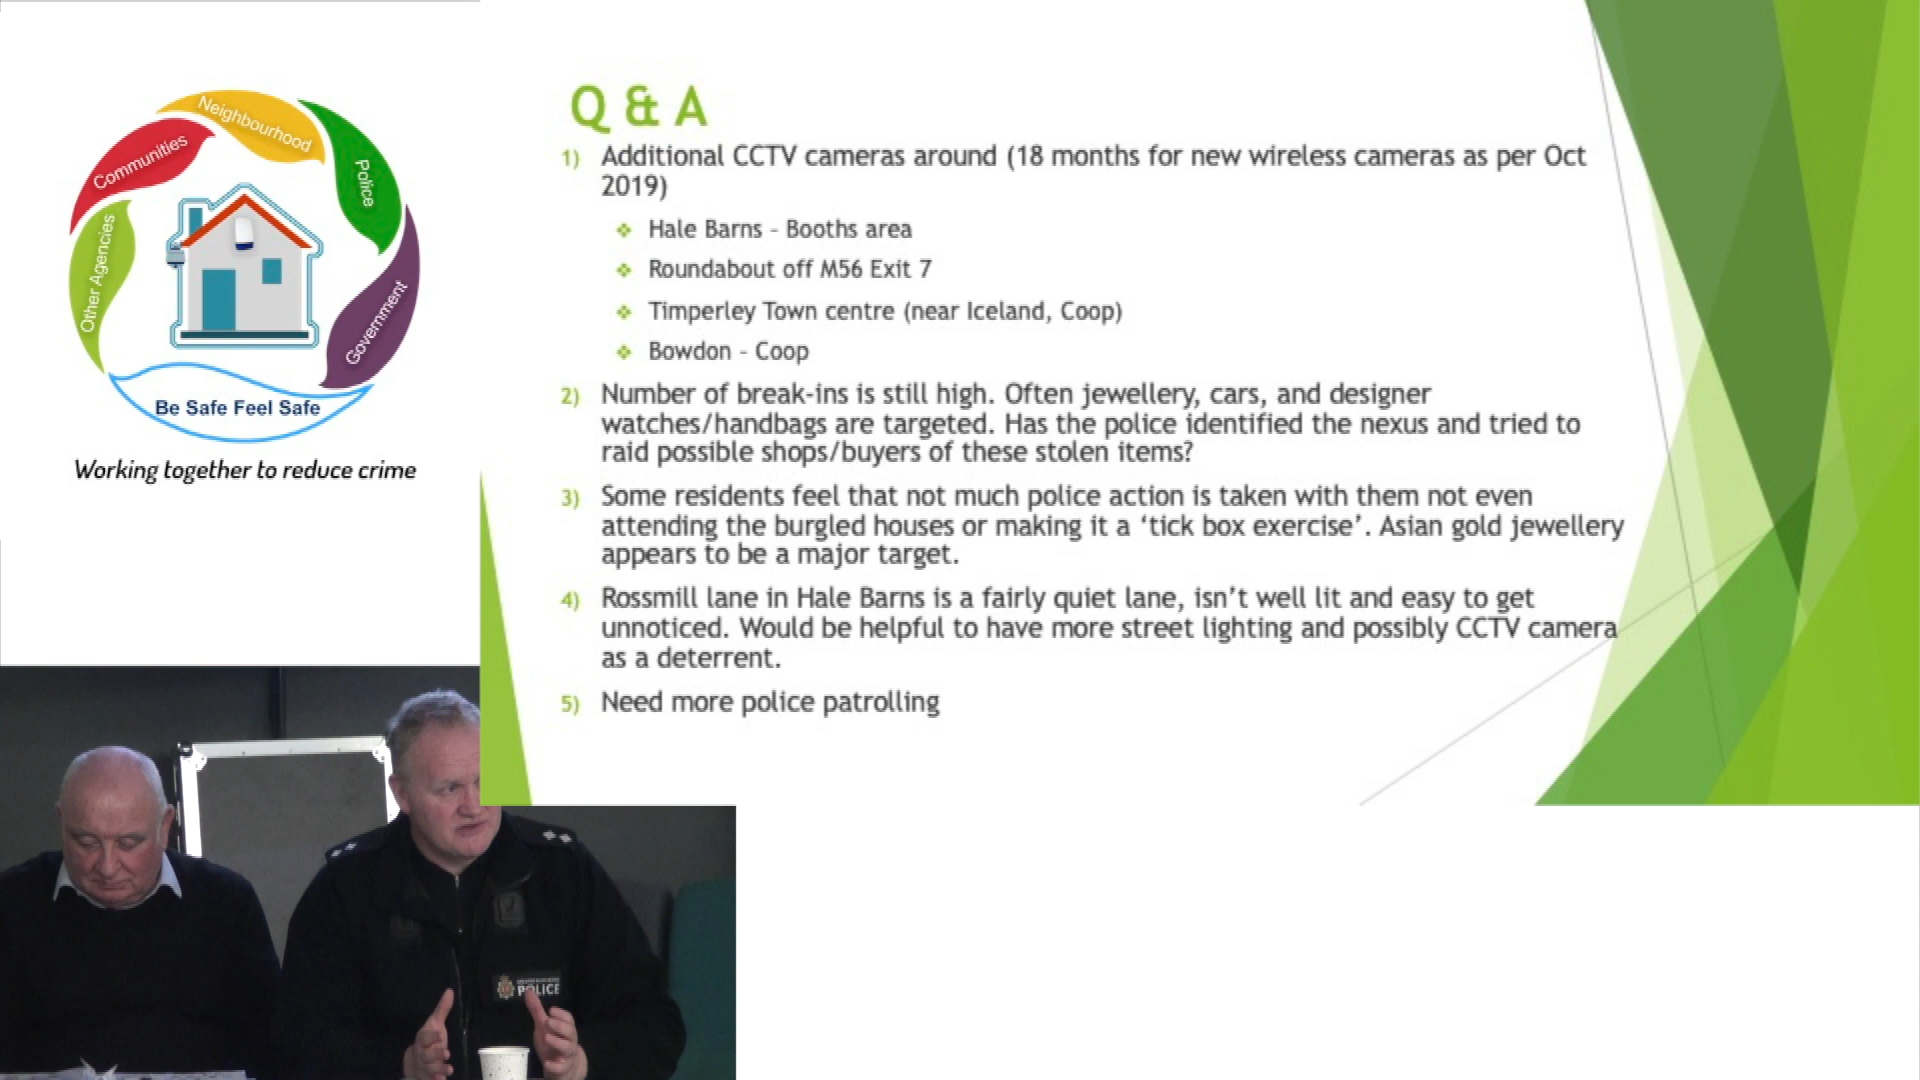 Neighbourhood
Communities
Police
Other Agencies
Government
Be Safe Feel Safe
Working together to reduce crime
Q & A
1) Additional CCTV cameras around (18 months for new wireless cameras as per Oct
2019)
❖ Hale Barns - Booths area
❖ Roundabout off M56 Exit 7
❖ Timperley Town centre (near Iceland, Coop)
❖ Bowdon - Coop
2) Number of break-ins is still high. Often jewellery, cars, and designer
watches/handbags are targeted. Has the police identified the nexus and tried to
raid possible shops/buyers of these stolen items?
3) Some residents feel that not much police action is taken with them not even
attending the burgled houses or making it a ‘tick box exercise’. Asian gold jewellery
appears to be a major target.
4) Rossmill lane in Hale Barns is a fairly quiet lane, isn’t well lit and easy to get
unnoticed. Would be helpful to have more street lighting and possibly CCTV camera
as a deterrent.
5) Need more police patrolling
POLICE